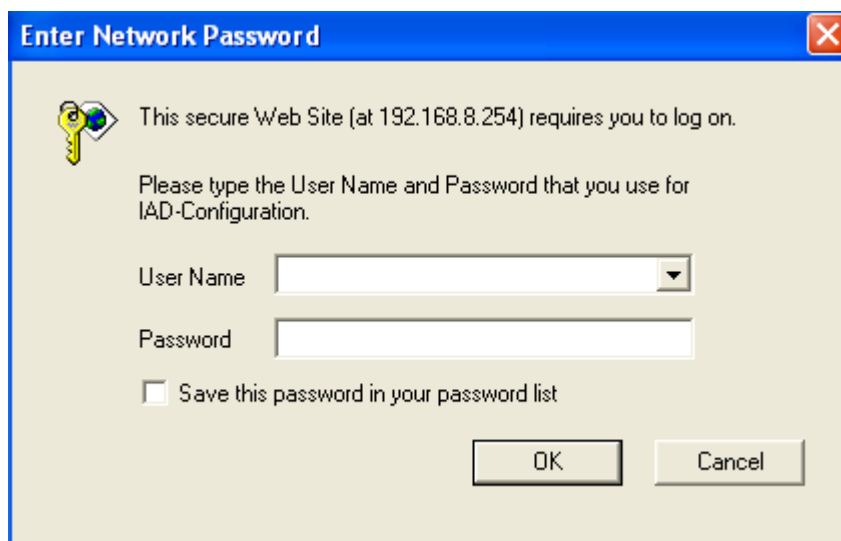 Enter Network Password
This secure Web Site (at 192.168.8.254) requires you to log on.
Please type the User Name and Password that you use for
IAD-Configuration.
User Name
Password
Save this password in your password list
OK Cancel